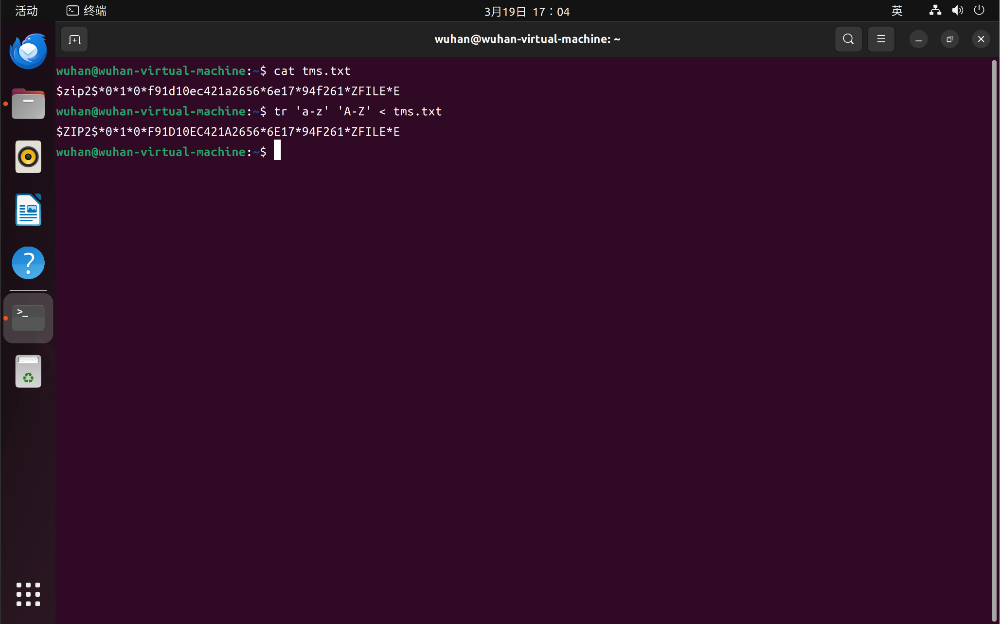 活动 终端 3月19日 17：04 英
wuhan@wuhan-virtual-machine: ~
wuhan@wuhan-virtual-machine:~$ cat tms.txt
$zip2$*0*1*0*f91d10ec421a2656*6e17*94f261*ZFILE*E
wuhan@wuhan-virtual-machine:~$ tr 'a-z' 'A-Z' < tms.txt
$ZIP2$*0*1*0*F91D10EC421A2656*6E17*94F261*ZFILE*E
wuhan@wuhan-virtual-machine:~$